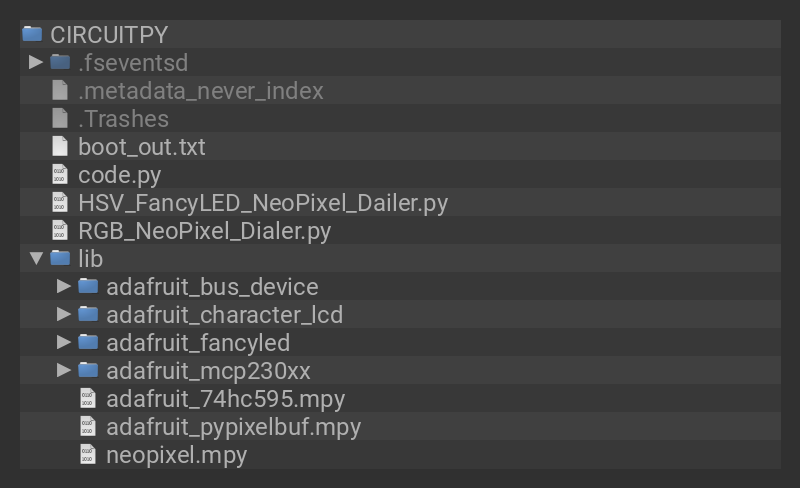 CIRCUITPY
.fseventsd
.metadata_never_index
.Trashes
boot_out.txt
code.py
HSV_FancyLED_NeoPixel_Dailer.py
RGB_NeoPixel_Dialer.py
lib
adafruit_bus_device
adafruit_character_lcd
adafruit_fancyled
adafruit_mcp230xx
adafruit_74hc595.mpy
adafruit_pypixelbuf.mpy
neopixel.mpy